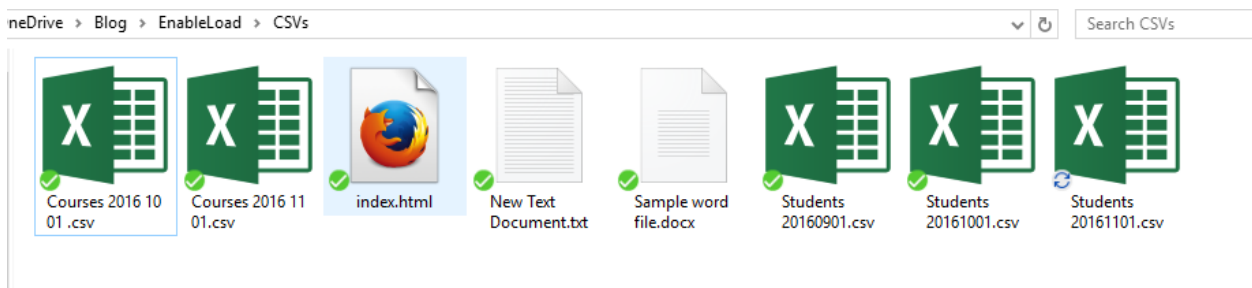 neDrive > Blog > EnableLoad > CSVs
Search CSVs
Courses 2016 10
01 .csv
Courses 2016 11
01.csv
index.html
New Text
Document.txt
Sample word
file.docx
Students
20160901.csv
Students
20161001.csv
Students
20161101.csv